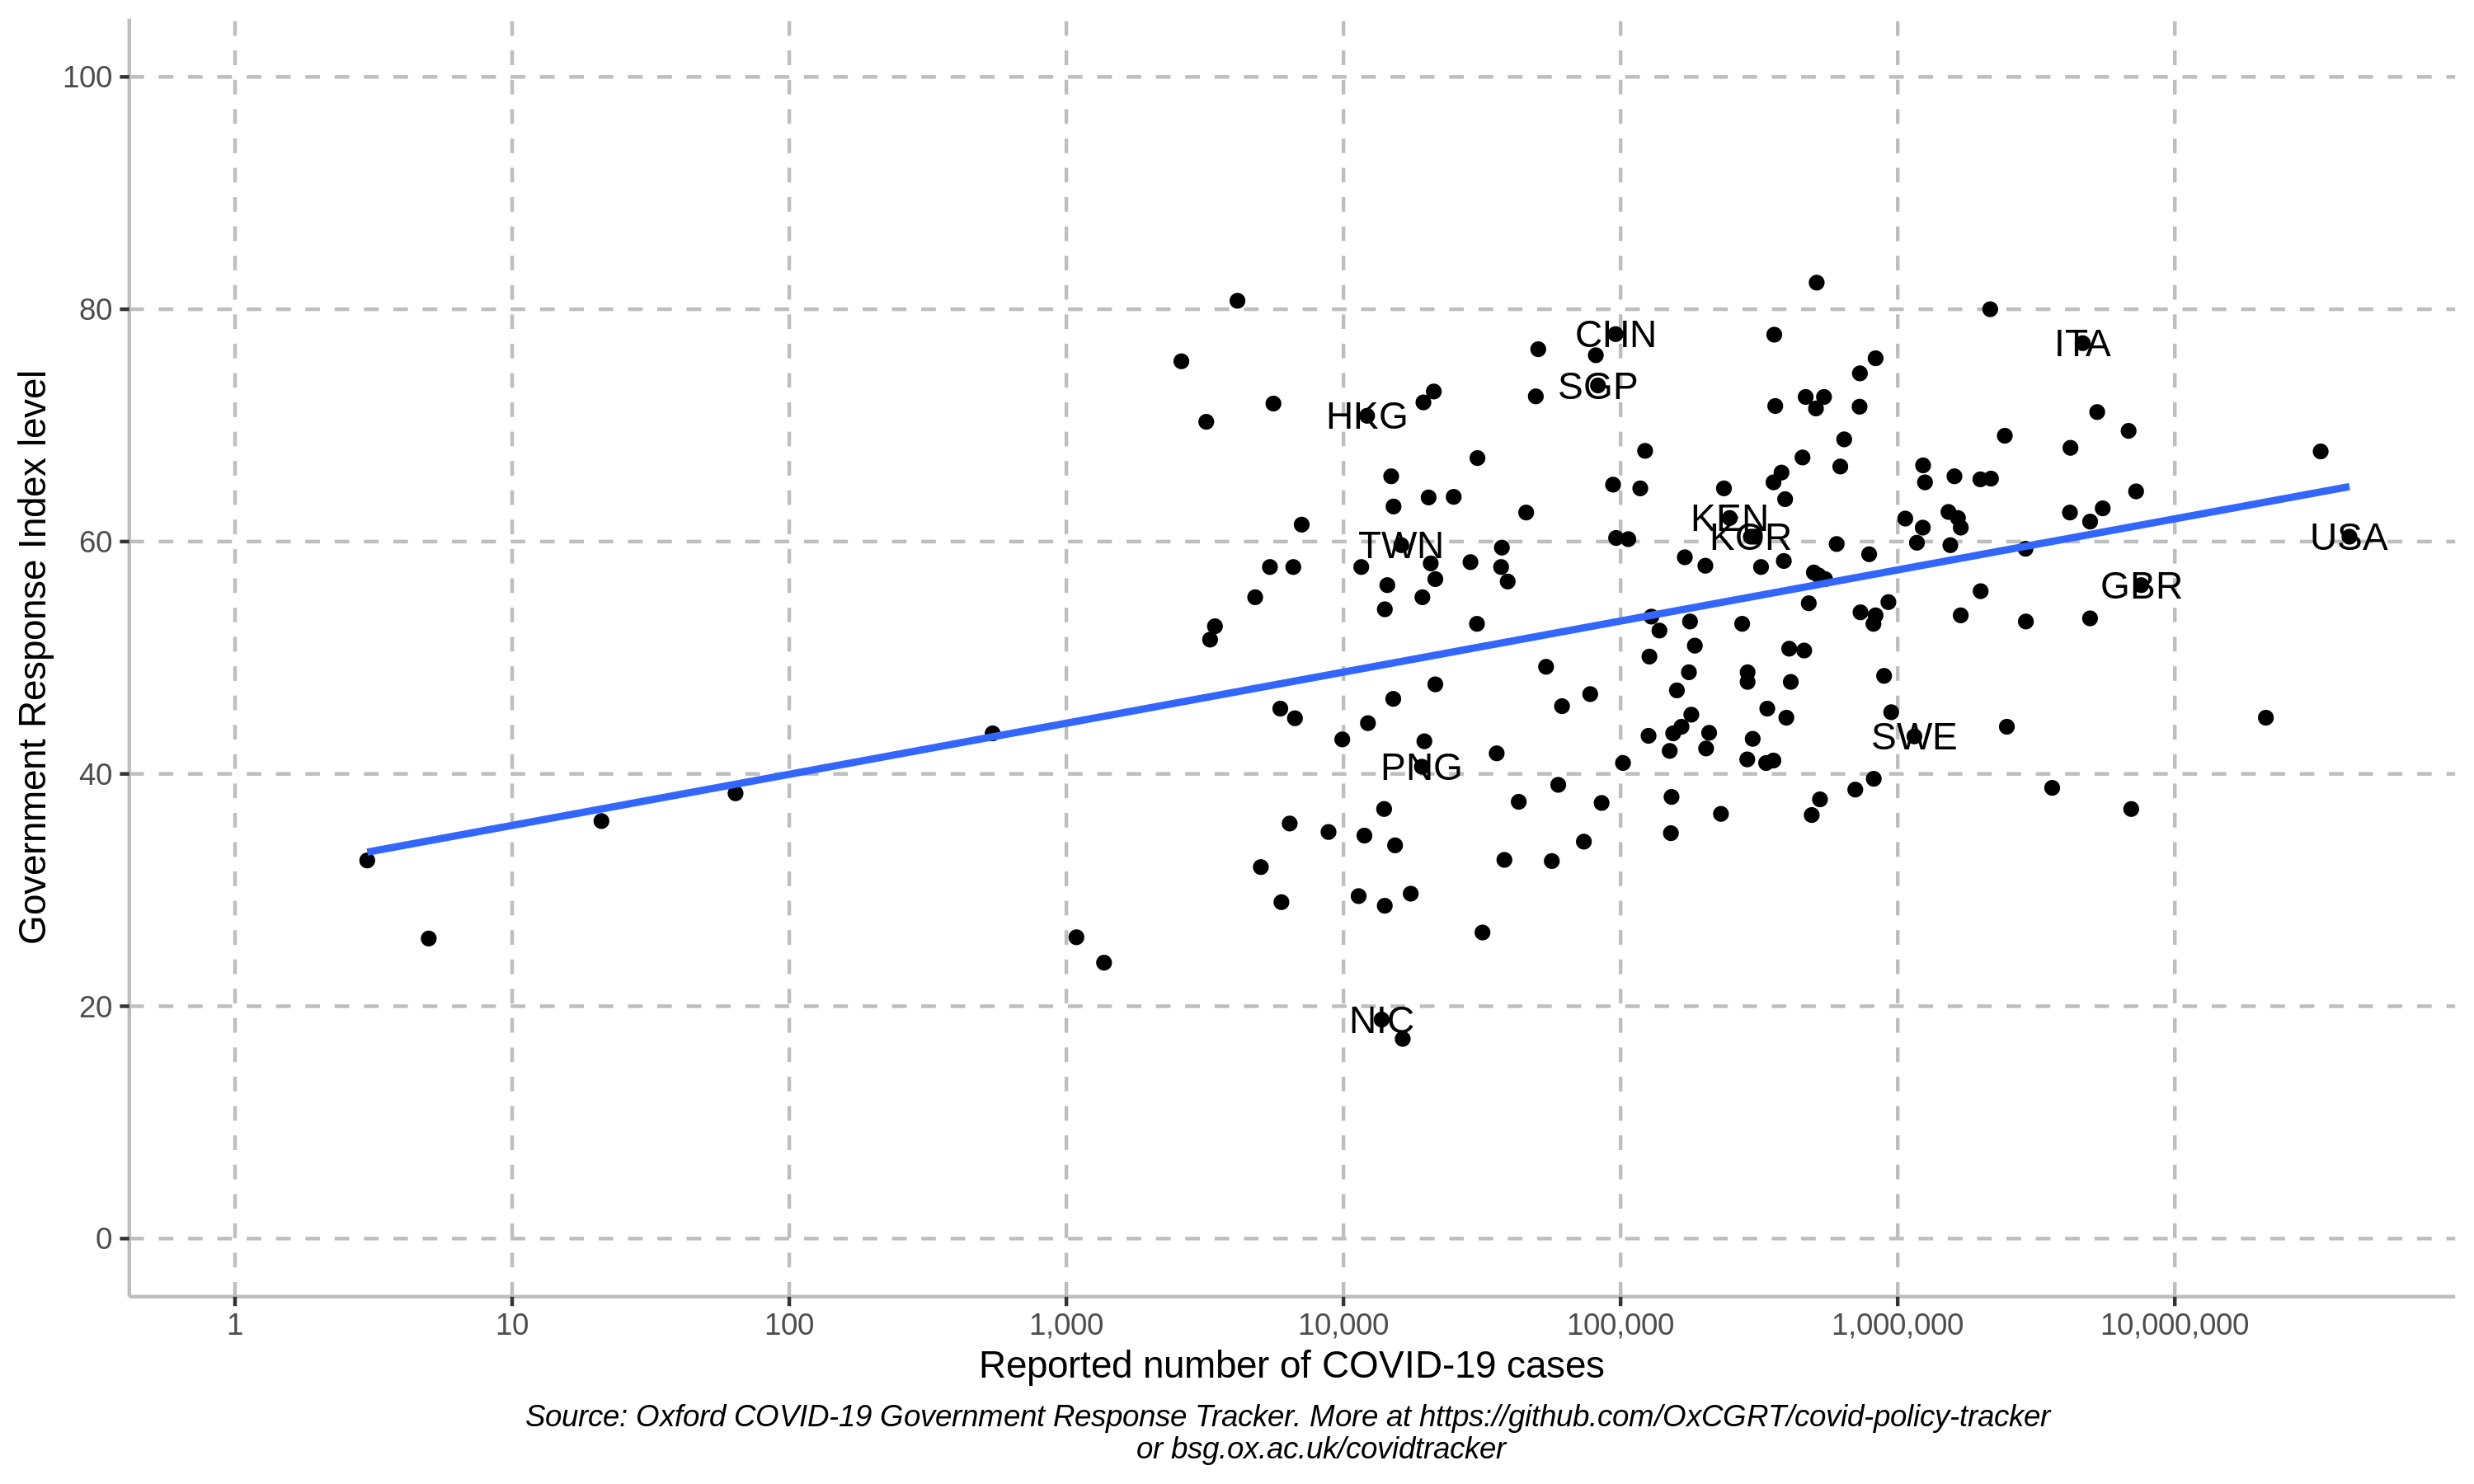 Government Response Index level
100
80
60
40
20
0
CHN
ITA
SGP
HKG
KEN
KOR
TWN
USA
GBR
SWE
PNG
NIC
1 10 100 1,000 10,000 100,000 1,000,000 10,000,000
Reported number of COVID-19 cases
Source: Oxford COVID-19 Government Response Tracker. More at https://github.com/OxCGRT/covid-policy-tracker
or bsg.ox.ac.uk/covidtracker